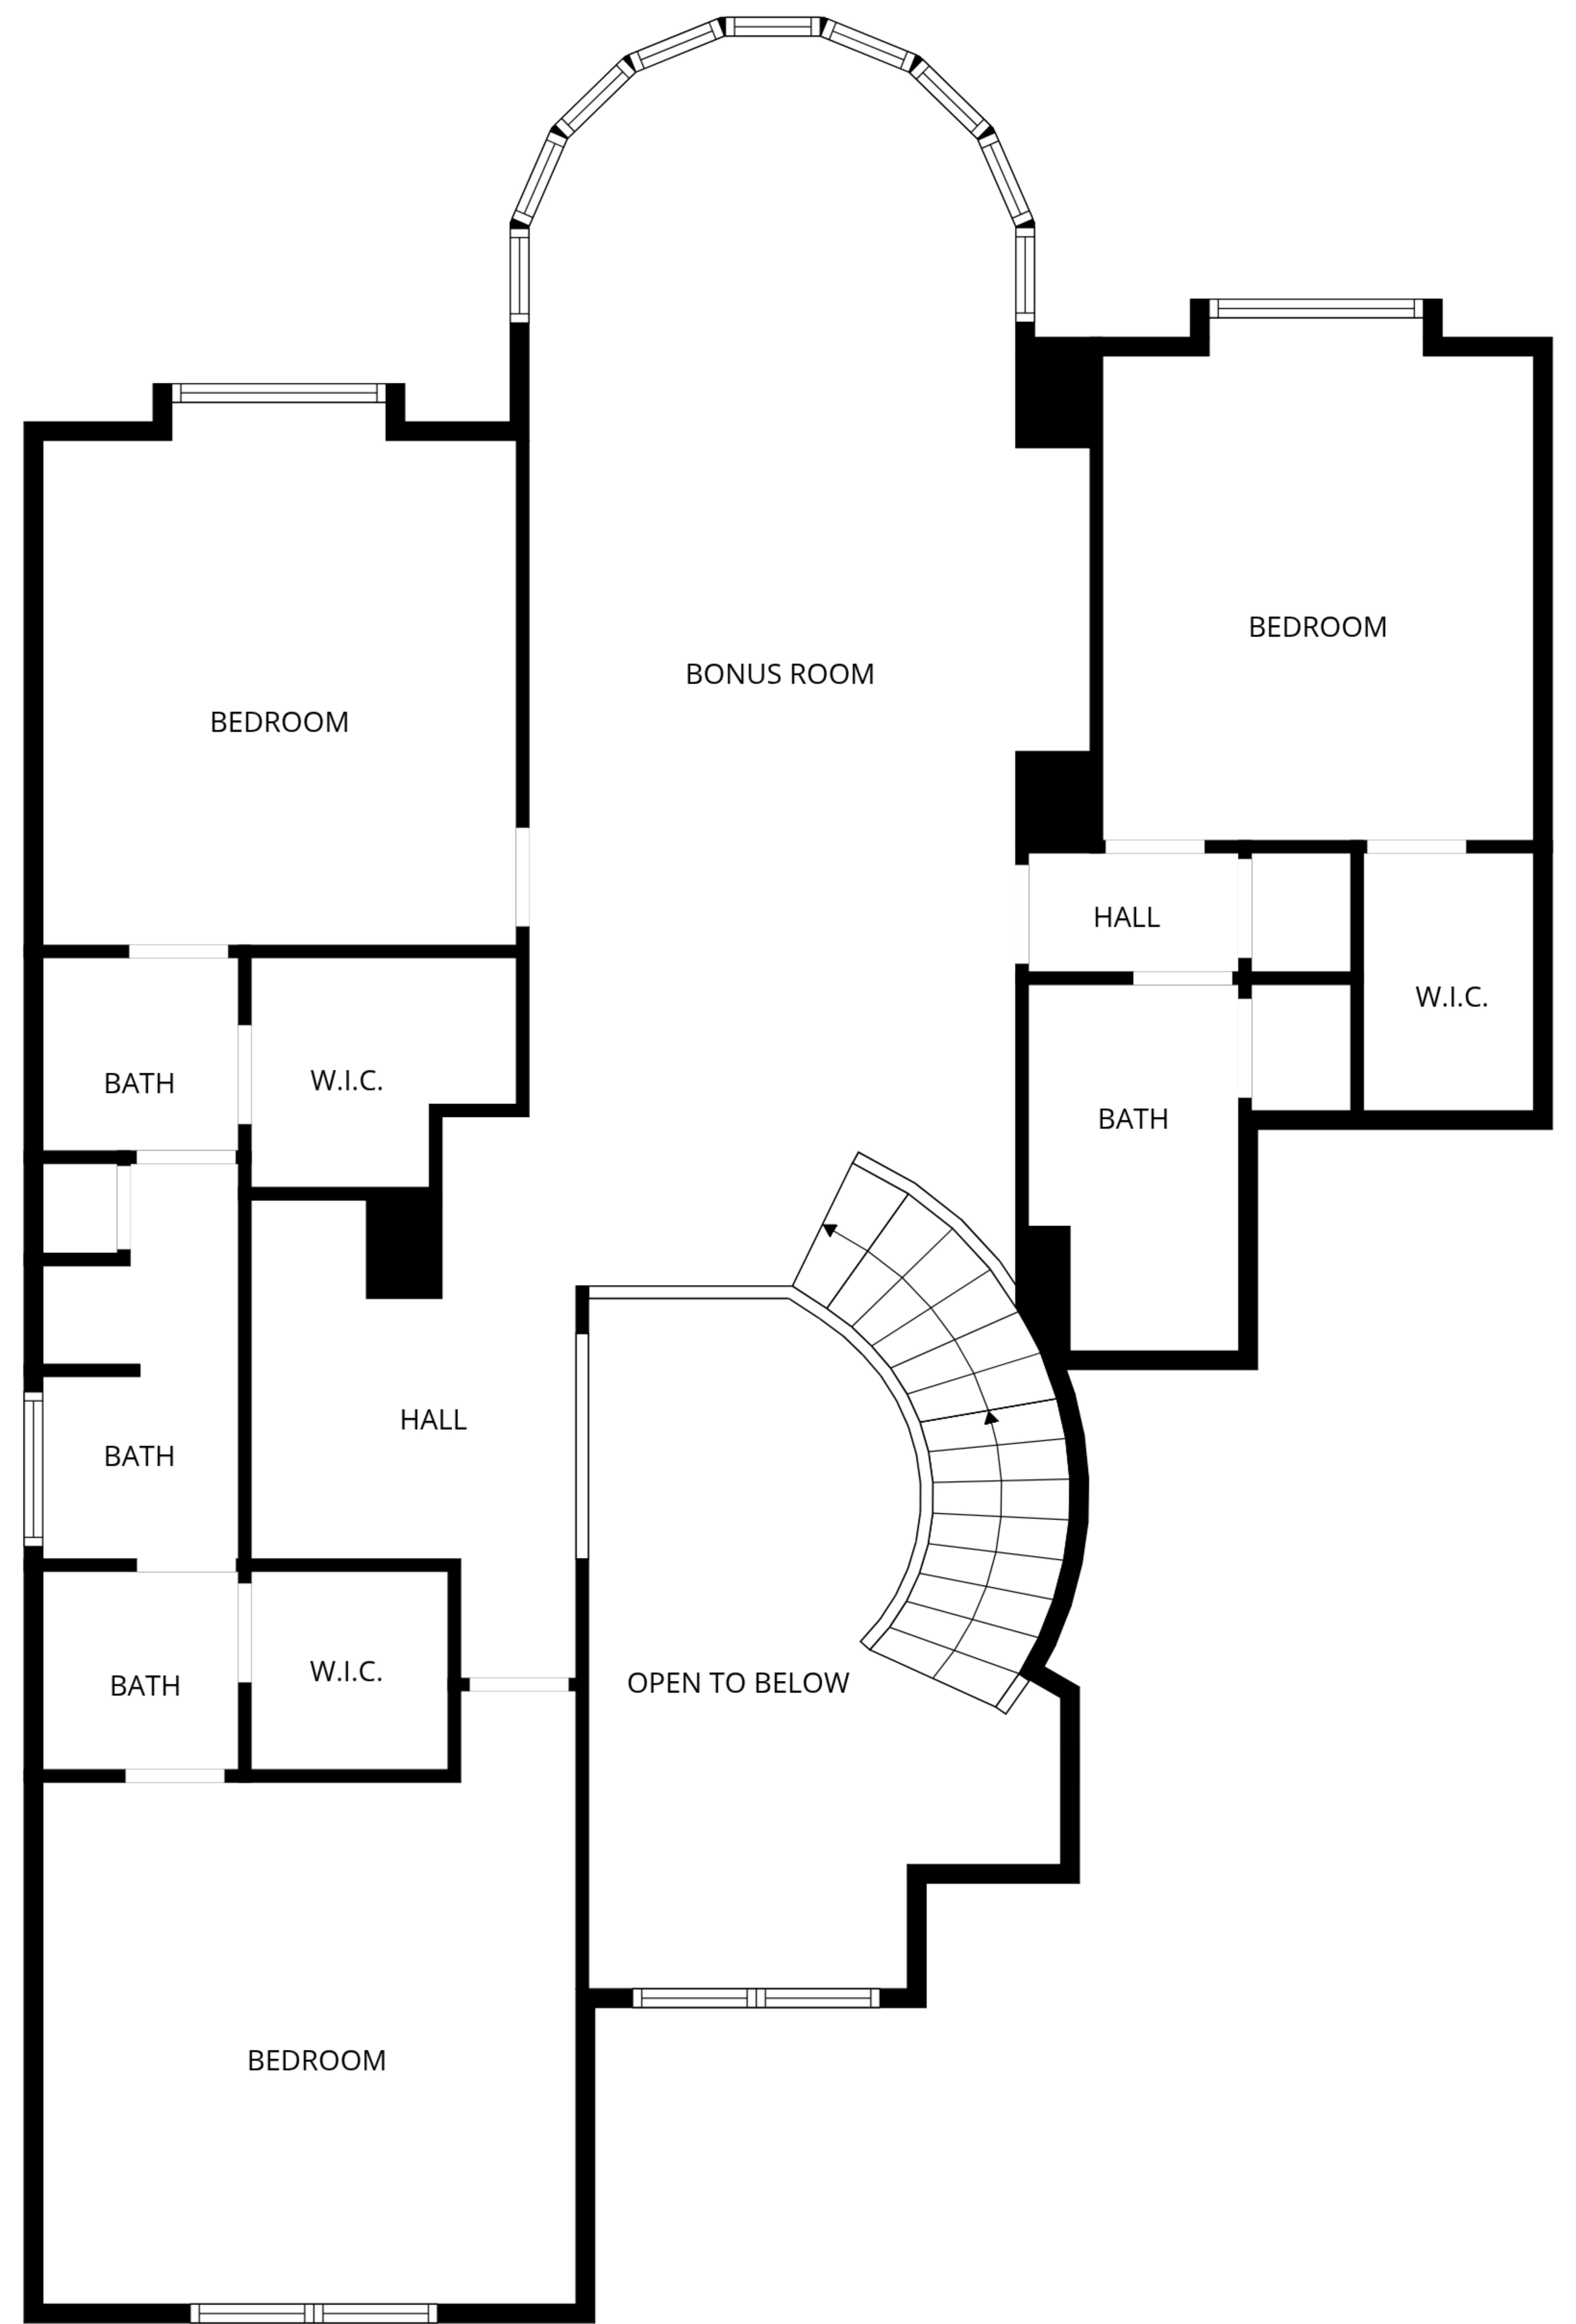 BEDROOM
BONUS ROOM
BEDROOM
HALL
W.I.C.
BATH
W.I.C.
BATH
HALL
BATH
W.I.C.
BATH
OPEN TO BELOW
BEDROOM